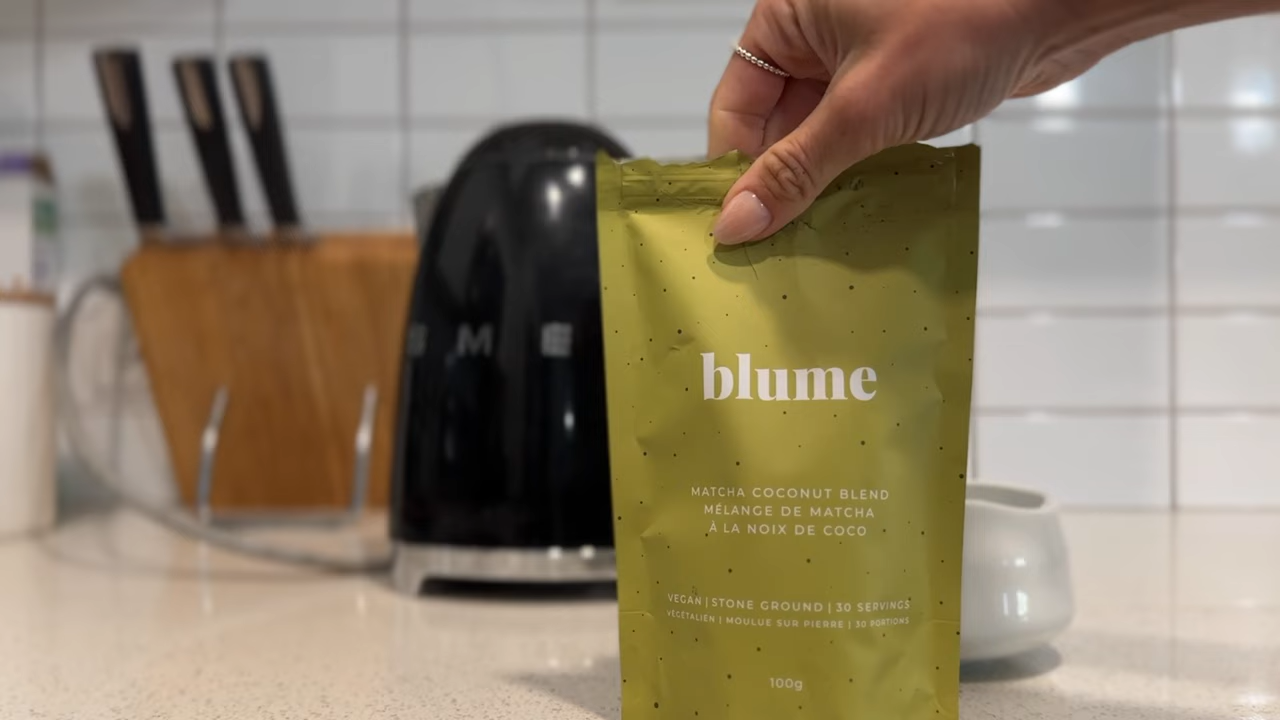 SMEG
blume
MATCHA COCONUT BLEND
MÉLANGE DE MATCHA
À LA NOIX DE COCO
VEGAN | STONE GROUND | 30 SERVINGS
VÉGÉTALIEN | MOULUE SUR PIERRE | 30 PORTIONS
100g